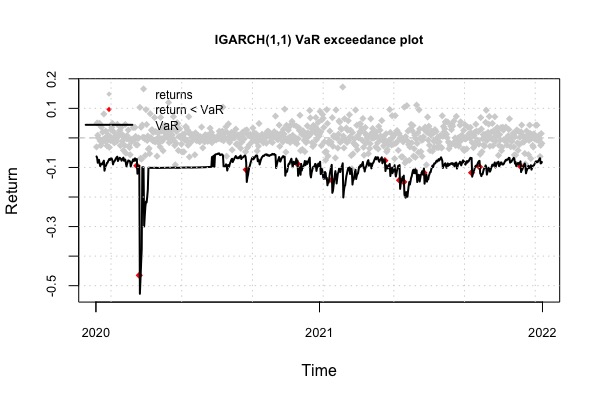 IGARCH(1,1) VaR exceedance plot
Return
0.2
0.1
-0.1
-0.3
-0.5
returns
return < VaR
VaR
2020
2021
2022
Time